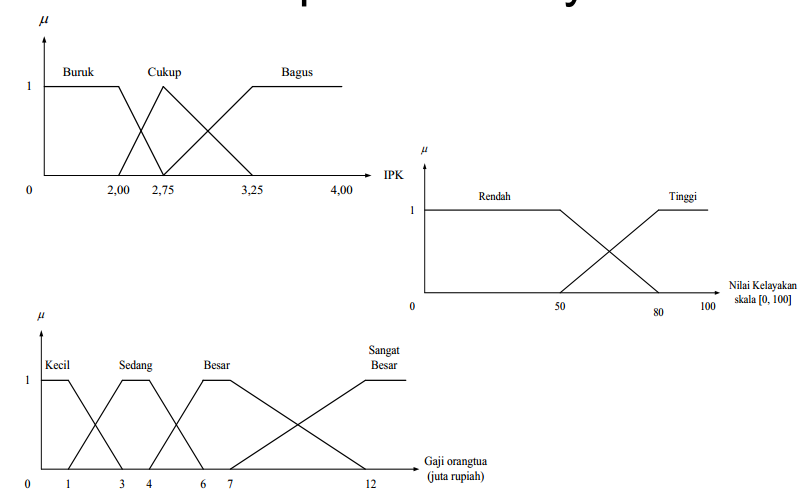 μ
Buruk Cukup Bagus
1
IPK
0 2,00 2,75 3,25 4,00
μ
Rendah Tinggi
1
Nilai Kelayakan
skala [0, 100]
0 50 80 100
μ
Sangat
Kecil Sedang Besar Besar
1
Gaji orangtua
(juta rupiah)
0 1 3 4 6 7 12